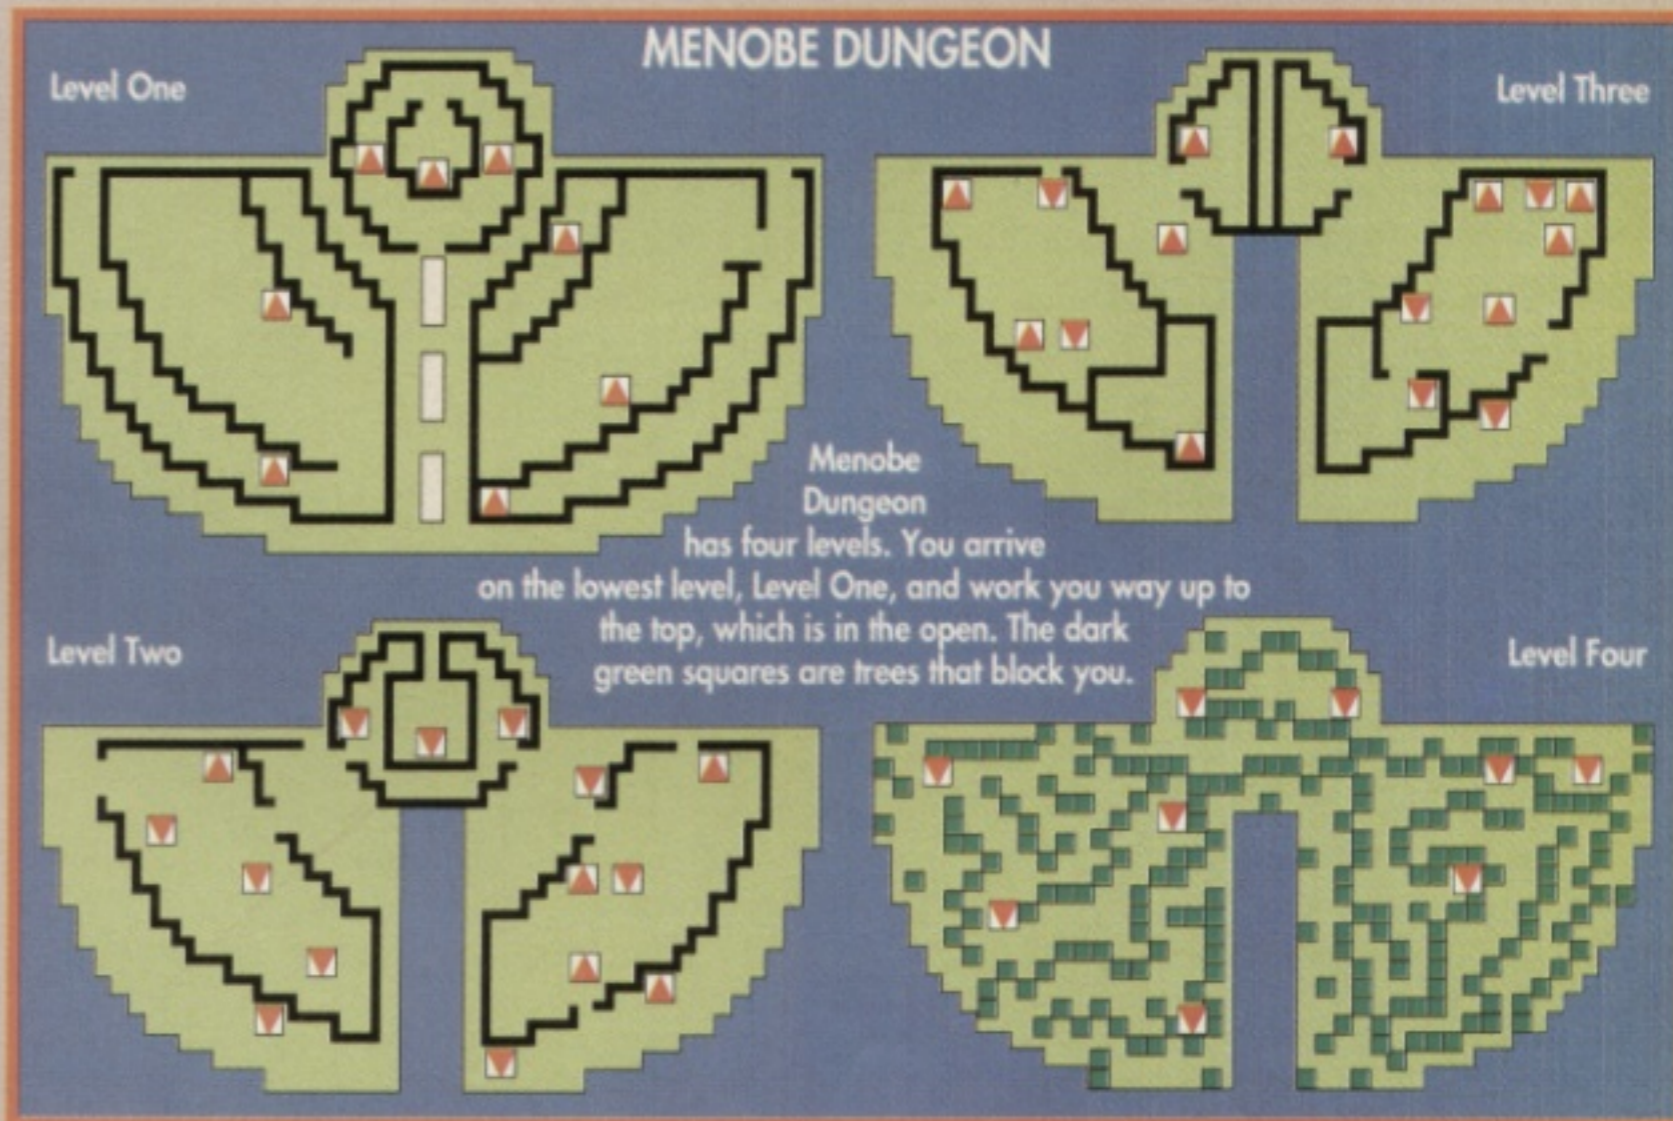 MENOBE DUNGEON
Level One
Level Three
Menobe
Dungeon
has four levels. You arrive
on the lowest level, Level One, and work you way up to
the top, which is in the open. The dark
green squares are trees that block you.
Level Two
Level Four